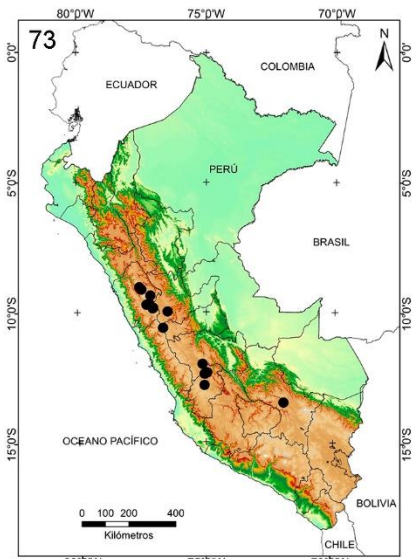 80°0'W 75°0'W 70°0'W
73
N
0°0' 0°0'
COLOMBIA
ECUADOR
PERÚ
5°0'S 5°0'S
BRASIL
10°0'S 10°0'S
OCEANO PACÍFICO
15°0'S 15°0'S
BOLIVIA
0 100 200 400
Kilómetros
CHILE